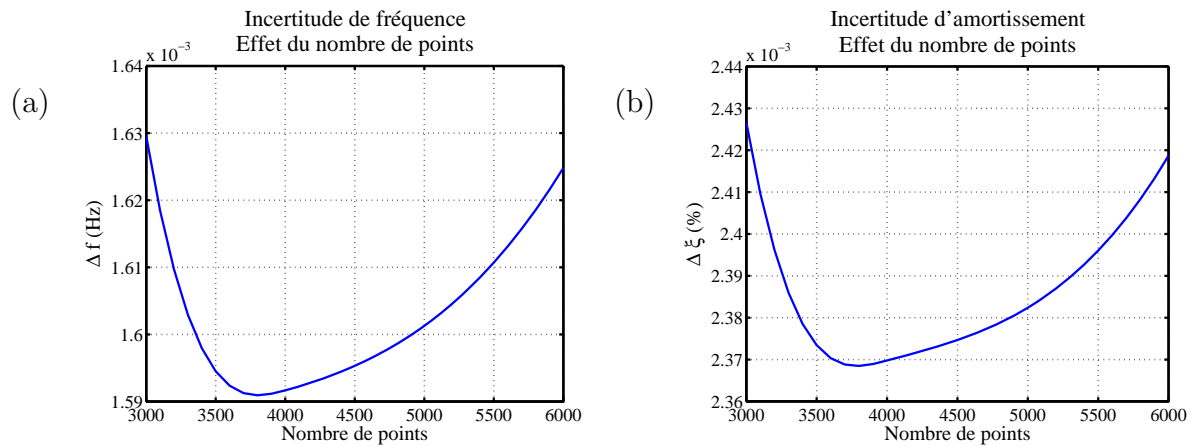 (a)
Incertitude de fréquence
Effet du nombre de points
x 10⁻³
1.64
1.63
1.62
1.61
1.6
1.59
Δ f (Hz)
3000 3500 4000 4500 5000 5500 6000
Nombre de points
(b)
Incertitude d'amortissement
Effet du nombre de points
x 10⁻³
2.44
2.43
2.42
2.41
2.4
2.39
2.38
2.37
2.36
Δ ξ (%)
3000 3500 4000 4500 5000 5500 6000
Nombre de points